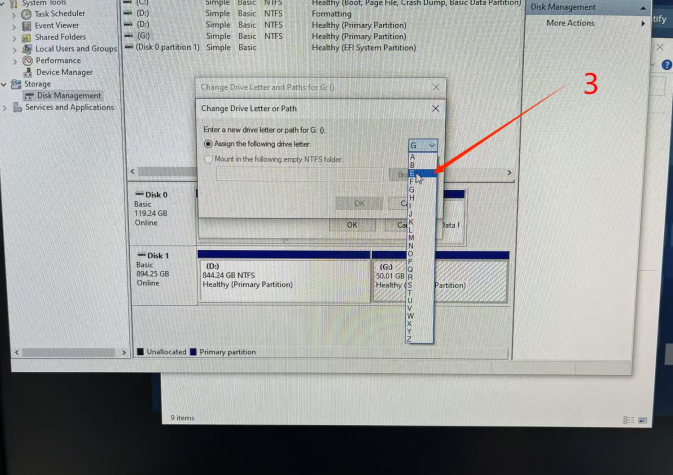 System Tools
Task Scheduler
Event Viewer
Shared Folders
Local Users and Groups
Performance
Device Manager
Storage
Disk Management
Services and Applications
(C:) Simple Basic NTFS Healthy (Boot, Page File, Crash Dump, Basic Data Partition)
(D:) Simple Basic NTFS Formatting
(D:) Simple Basic NTFS Healthy (Primary Partition)
(G:) Simple Basic NTFS Healthy (Primary Partition)
(Disk 0 partition 1) Simple Basic Healthy (EFI System Partition)
Disk Management
More Actions
tify
3
Change Drive Letter and Paths for G: ()
Change Drive Letter or Path
Enter a new drive letter or path for G: ().
Assign the following drive letter:
G
Mount in the following empty NTFS folder:
A
B
E
F
G
H
I
J
K
L
M
N
O
P
Q
R
S
T
U
V
W
X
Y
Z
OK
OK
Disk 0
Basic
119.24 GB
Online
Data
Disk 1
Basic
894.25 GB
Online
(D:)
844.24 GB NTFS
Healthy (Primary Partition)
(G:)
50.01 GB
Healthy
Partition)
Unallocated
Primary partition
9 items